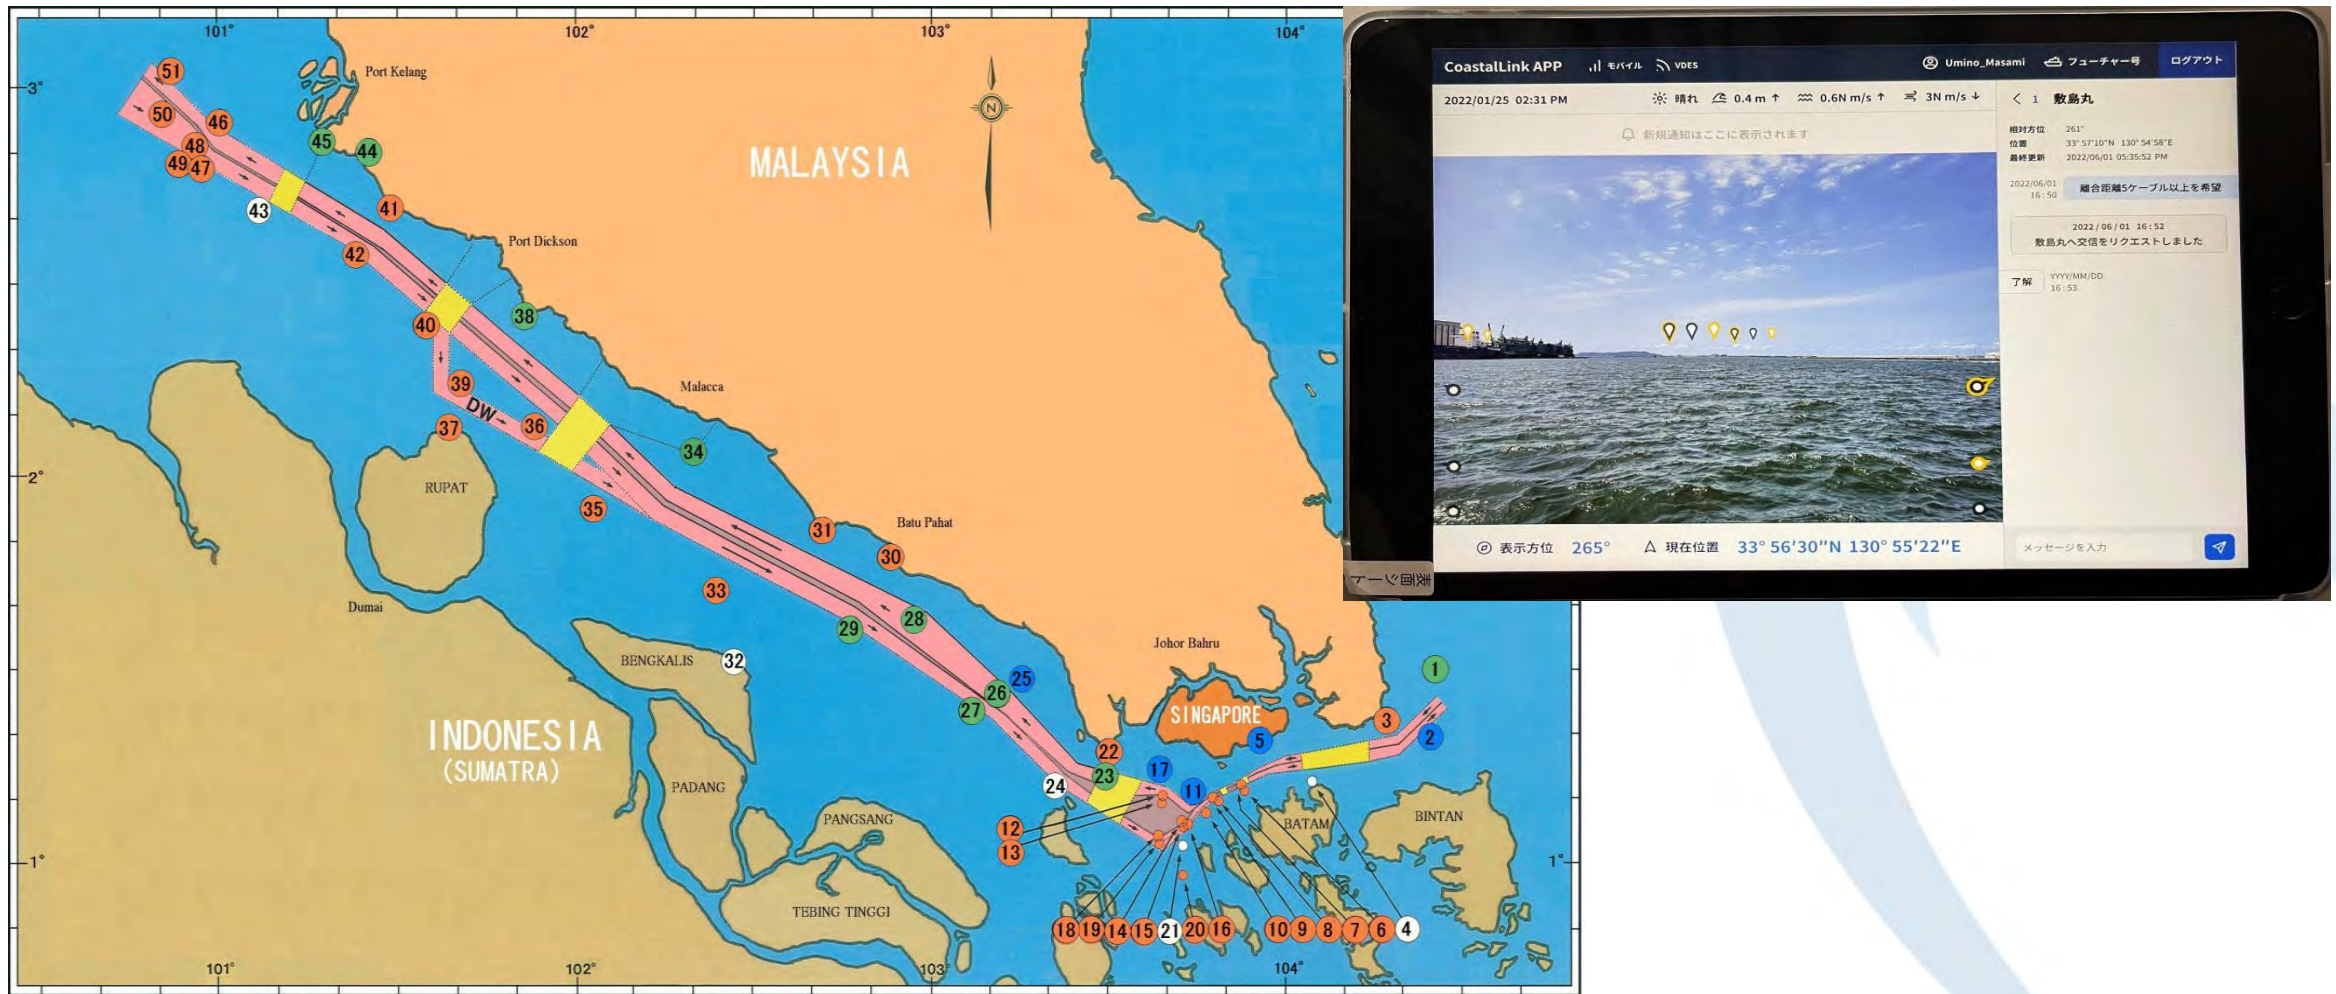 101°
102°
103°
104°
3°
2°
1°
1°
101°
102°
103°
104°
N
MALAYSIA
INDONESIA
(SUMATRA)
SINGAPORE
Port Kelang
Port Dickson
Malacca
Batu Pahat
Johor Bahru
RUPAT
Dumai
BENGKALIS
PADANG
PANGSANG
TEBING TINGGI
BATAM
BINTAN
DW
51
50
46
48
49
47
45
44
43
41
42
40
38
39
37
36
34
35
33
31
30
32
29
28
25
26
27
24
22
23
17
11
5
3
2
1
12
13
18
19
14
15
21
20
16
10
9
8
7
6
4
CoastalLink APP
モバイル
VDES
Umino_Masami
フューチャー号
ログアウト
2022/01/25 02:31 PM
晴れ
0.4 m ↑
0.6N m/s ↑
3N m/s ↓
新規通知はここに表示されます
< 1 敷島丸
相対方位 261°
位置 33° 57'10"N 130° 54'58"E
最終更新 2022/06/01 05:35:52 PM
2022/06/01
16:50
離合距離5ケーブル以上を希望
2022/06/01 16:52
敷島丸へ交信をリクエストしました
了解
YYYY/MM/DD
16:53
表示方位 265°
現在位置 33° 56'30"N 130° 55'22"E
メッセージを入力
表面シート